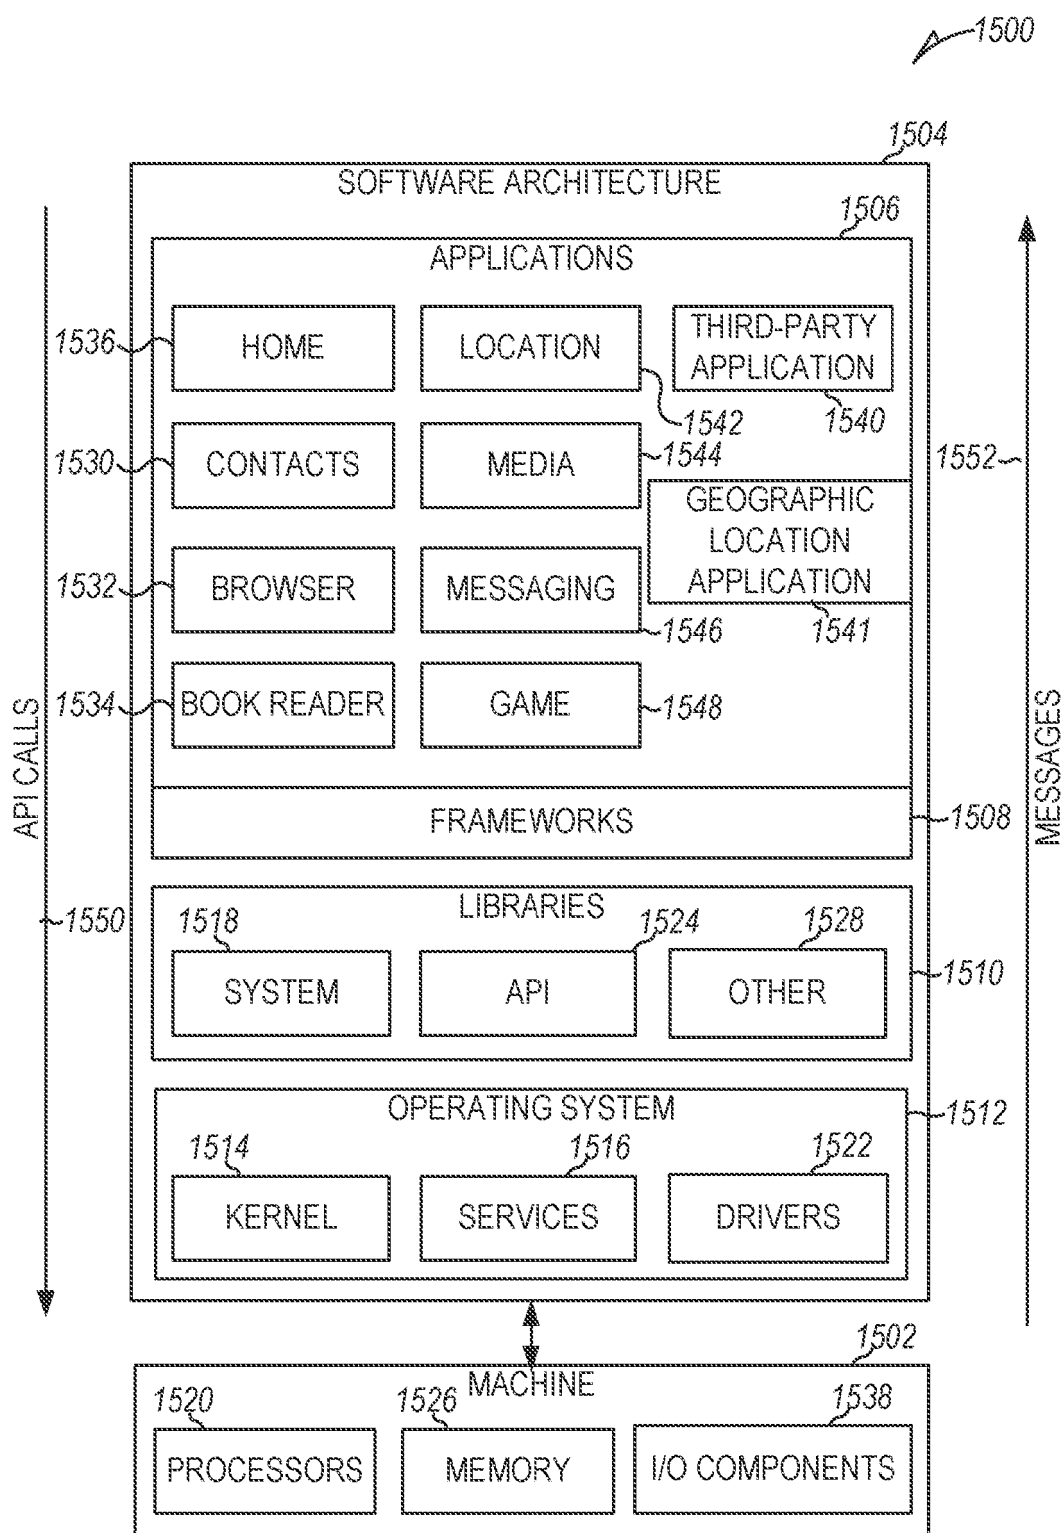 1500
1504
SOFTWARE ARCHITECTURE
1506
APPLICATIONS
1536
HOME
LOCATION
1542
THIRD-PARTY
APPLICATION
1540
1530
CONTACTS
MEDIA
1544
GEOGRAPHIC
LOCATION
APPLICATION
1541
1552
1532
BROWSER
MESSAGING
1546
1534
BOOK READER
GAME
1548
API CALLS
MESSAGES
FRAMEWORKS
1508
1550
LIBRARIES
1518
1524
1528
SYSTEM
API
OTHER
1510
OPERATING SYSTEM
1512
1514
1516
1522
KERNEL
SERVICES
DRIVERS
1502
MACHINE
1520
1526
1538
PROCESSORS
MEMORY
I/O COMPONENTS